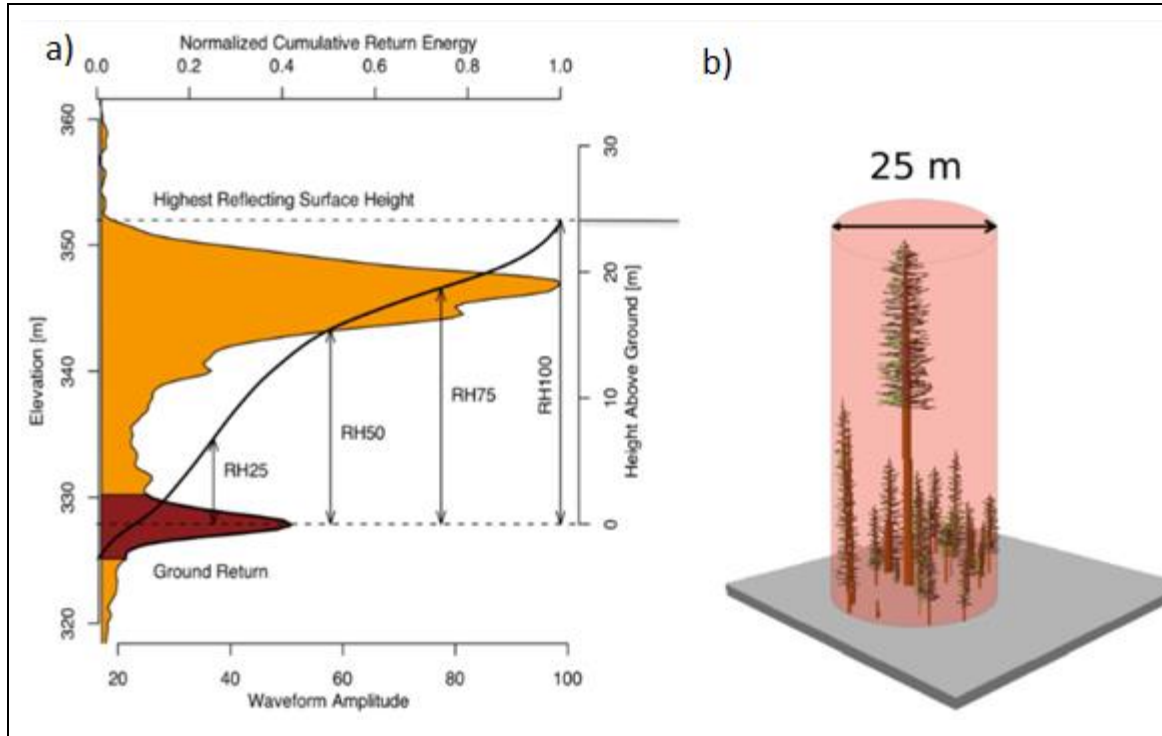 a)
Normalized Cumulative Return Energy
0.0 0.2 0.4 0.6 0.8 1.0
Elevation [m]
360
350
340
330
320
Highest Reflecting Surface Height
RH25
RH50
RH75
RH100
Ground Return
Height Above Ground [m]
30
20
10
0
20 40 60 80 100
Waveform Amplitude
b)
25 m